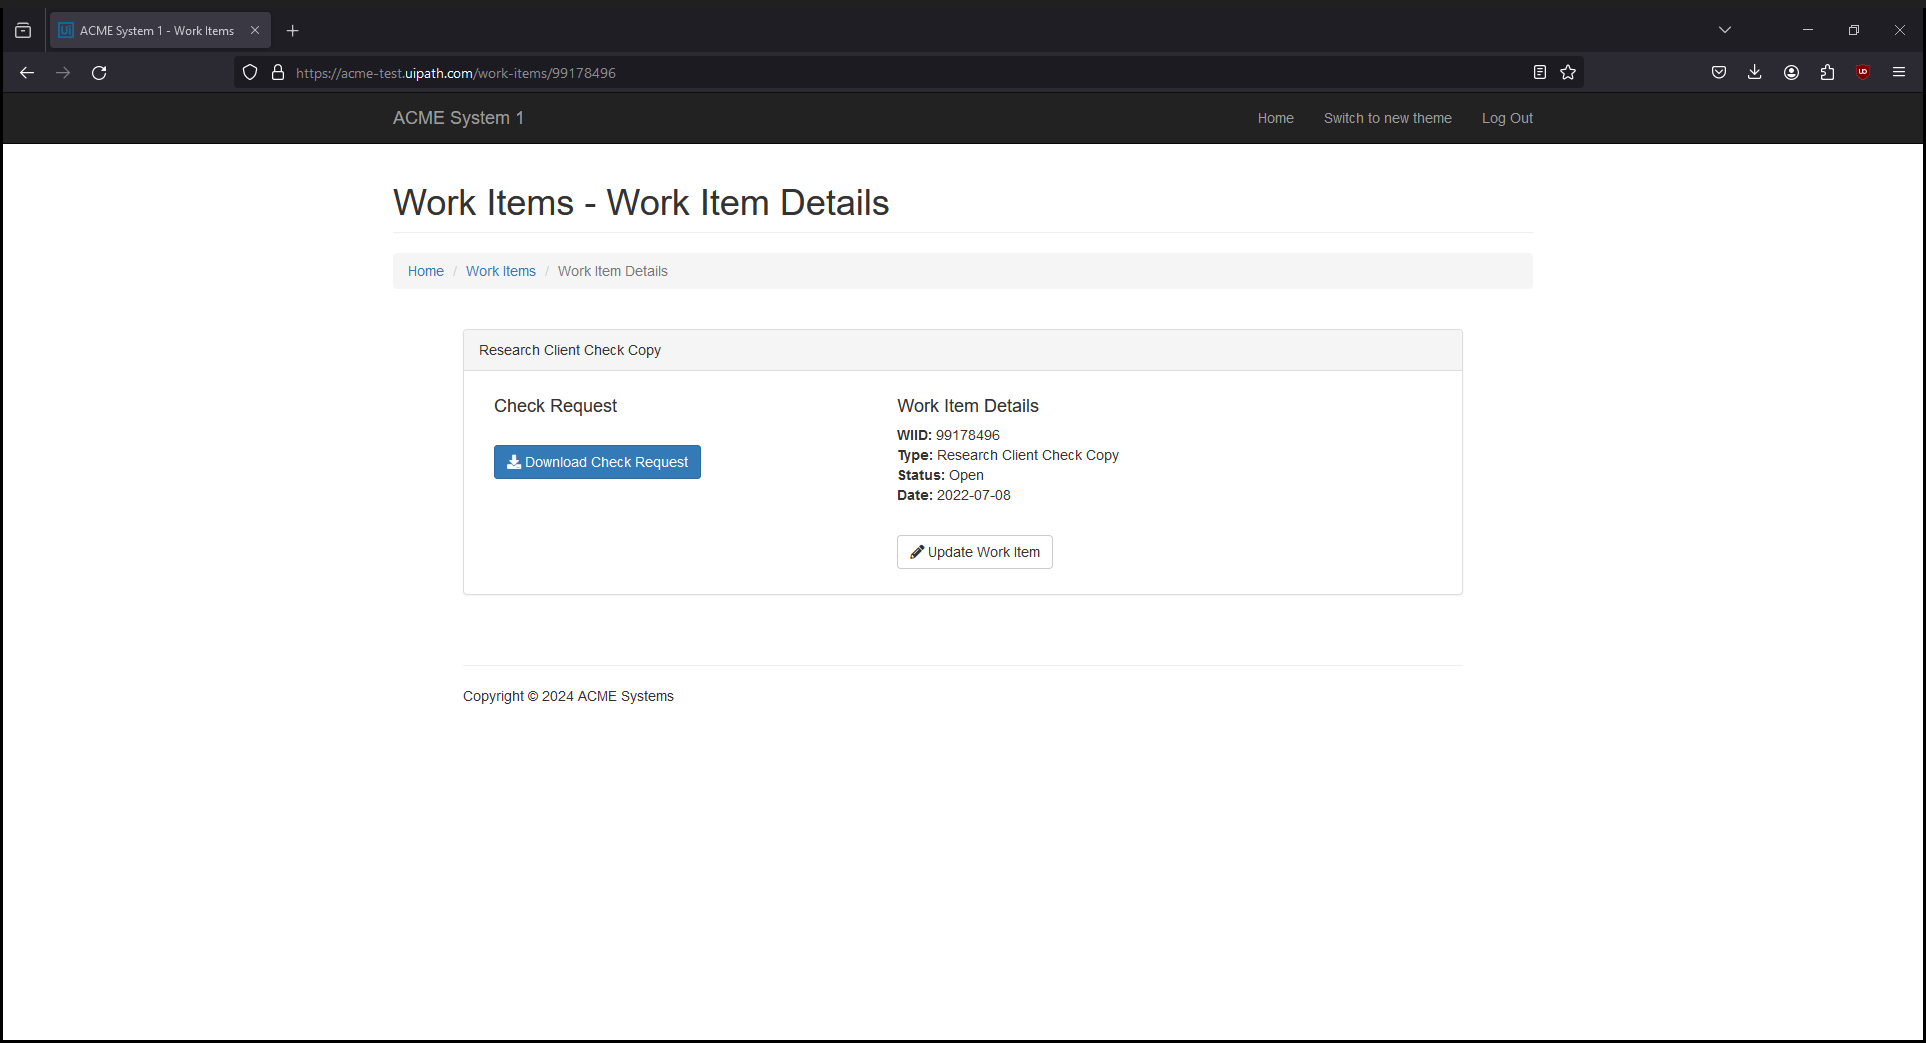 ACME System 1 - Work Items
https://acme-test.uipath.com/work-items/99178496
ACME System 1
Home
Switch to new theme
Log Out
Work Items - Work Item Details
Home / Work Items / Work Item Details
Research Client Check Copy
Check Request
Download Check Request
Work Item Details
WIID: 99178496
Type: Research Client Check Copy
Status: Open
Date: 2022-07-08
Update Work Item
Copyright © 2024 ACME Systems